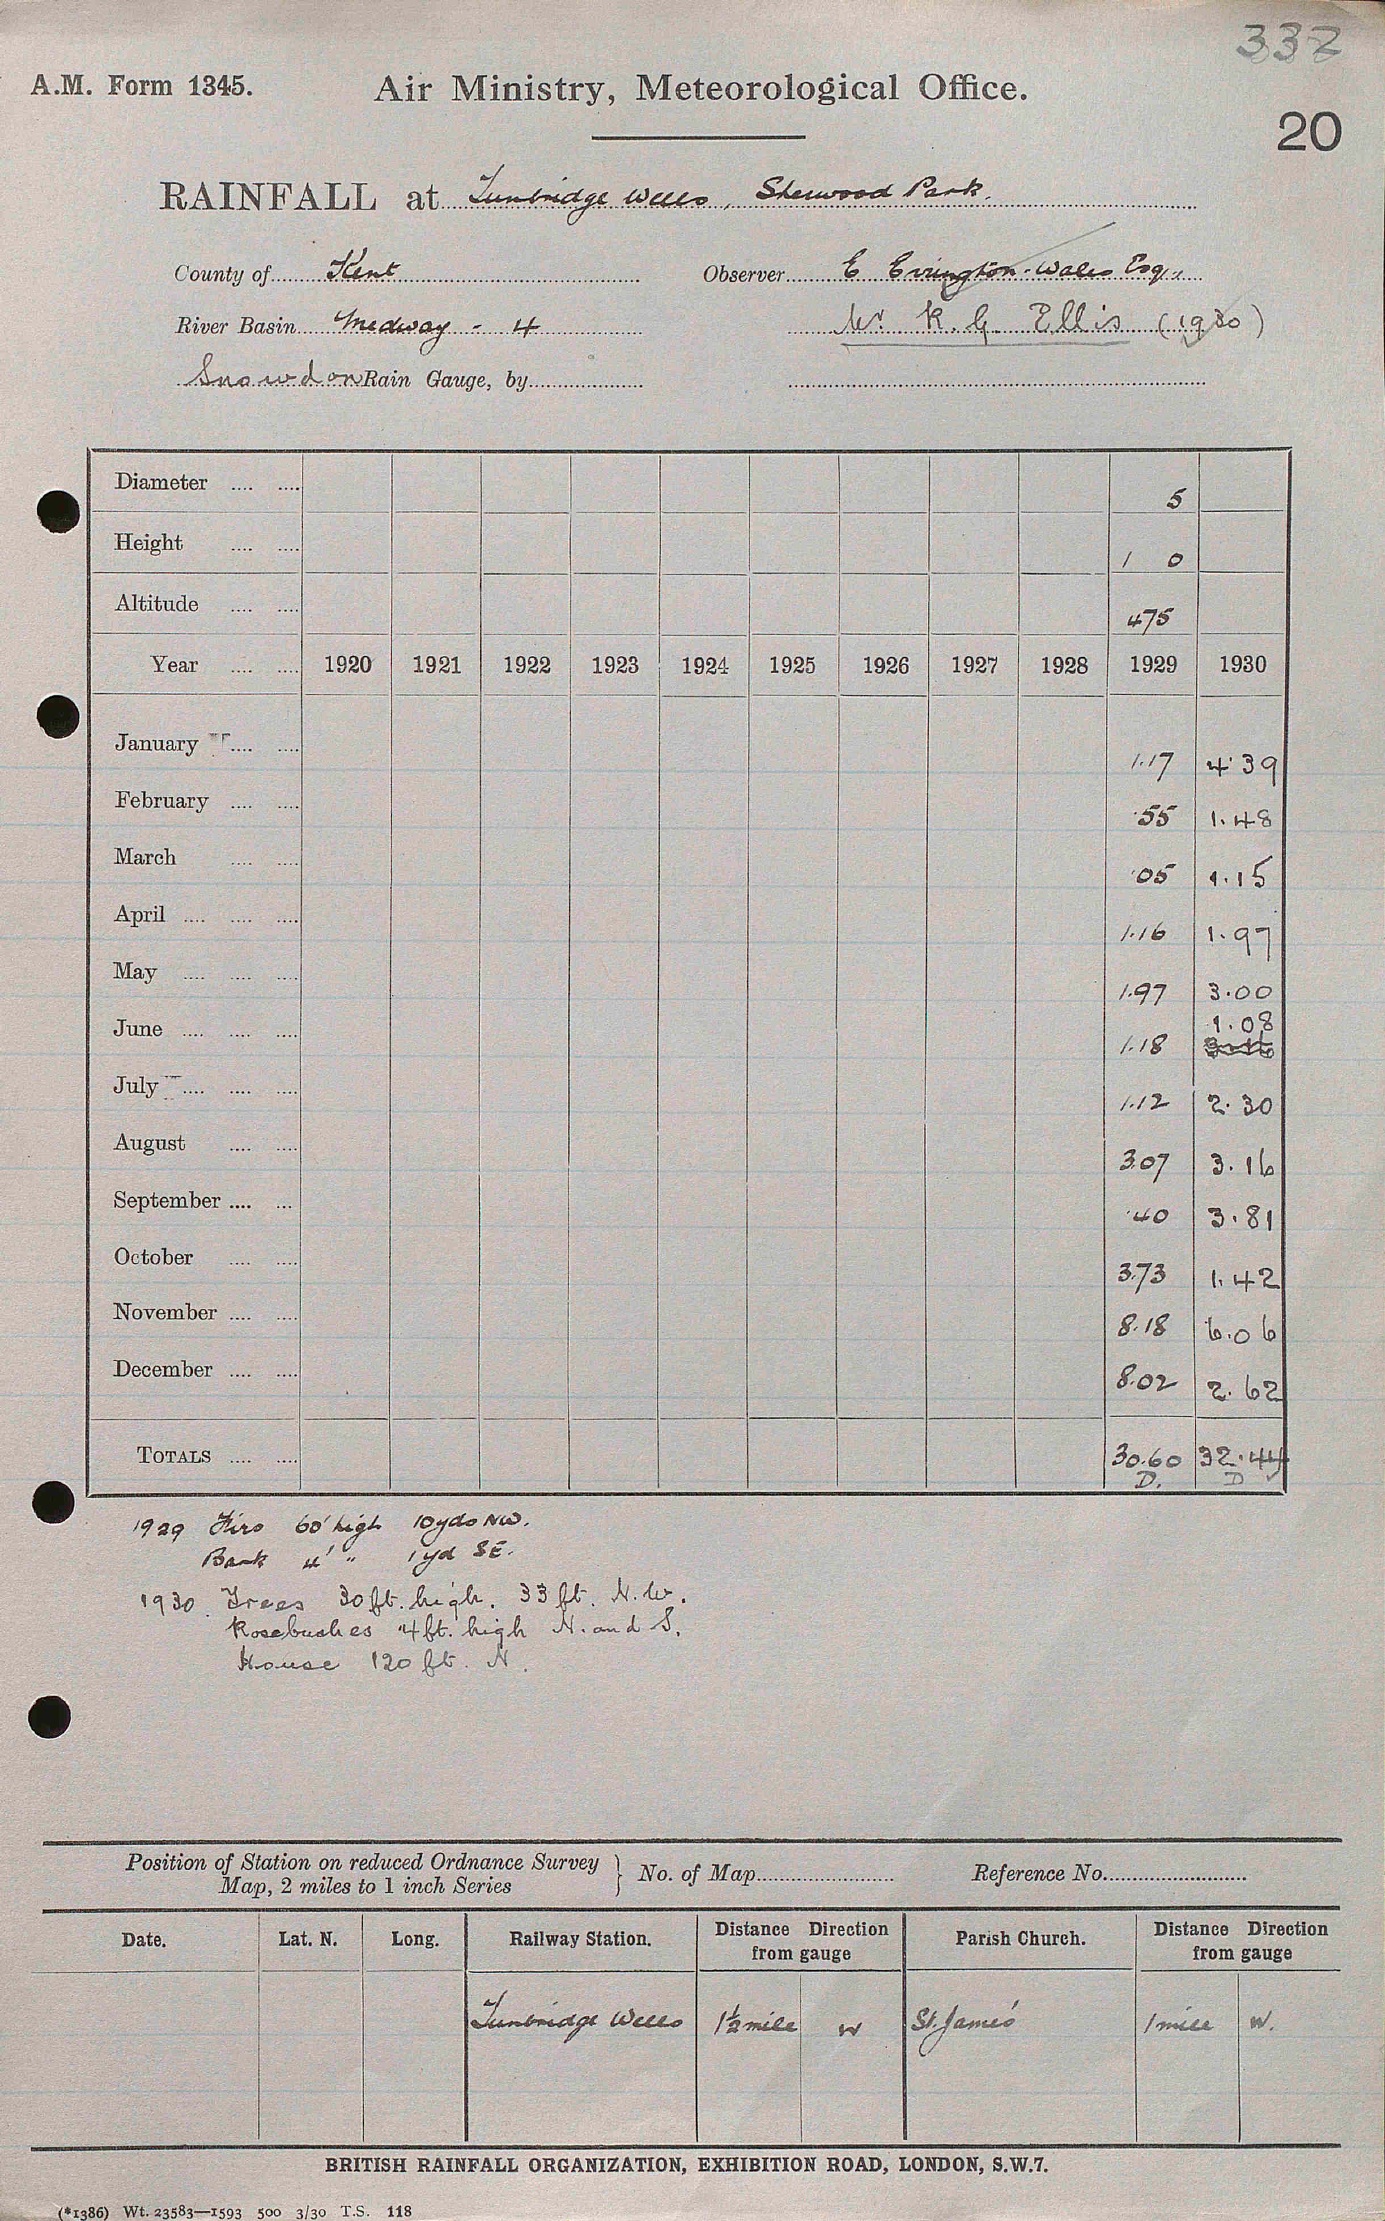 332
A.M. Form 1345. Air Ministry, Meteorological Office.
20
RAINFALL at Tunbridge Wells, Sherwood Park.
County of Kent Observer E Errington-Wales Esq.,
River Basin Medway - 4 Mr. R. G. Ellis (1930)
Snowdon Rain Gauge, by
Diameter 5
Height 1 0
Altitude 475
Year 1920 1921 1922 1923 1924 1925 1926 1927 1928 1929 1930
January 1.17 4.39
February .55 1.48
March .05 1.15
April 1.16 1.97
May 1.97 3.00
1.08
June 1.18 3.16
July 1.12 2.30
August 3.07 3.16
September .40 3.81
October 3.73 1.42
November 8.18 6.06
December 8.02 2.62
TOTALS 30.60 32.44
D. D
1929 Firs 60' high 10yds NW.
Bank 4' " 1yd SE.
1930. Trees 30ft. high. 33ft. N.W.
Rosebushes 4ft. high N. and S.
House 120 ft. N.
Position of Station on reduced Ordnance Survey
Map, 2 miles to 1 inch Series } No. of Map Reference No.
Date. Lat. N. Long. Railway Station. Distance Direction from gauge Parish Church. Distance Direction from gauge
Tunbridge Wells 1½ mile W St. James' 1 mile W.
BRITISH RAINFALL ORGANIZATION, EXHIBITION ROAD, LONDON, S.W.7.
(*1386) Wt. 23583—1593 500 3/30 T.S. 118